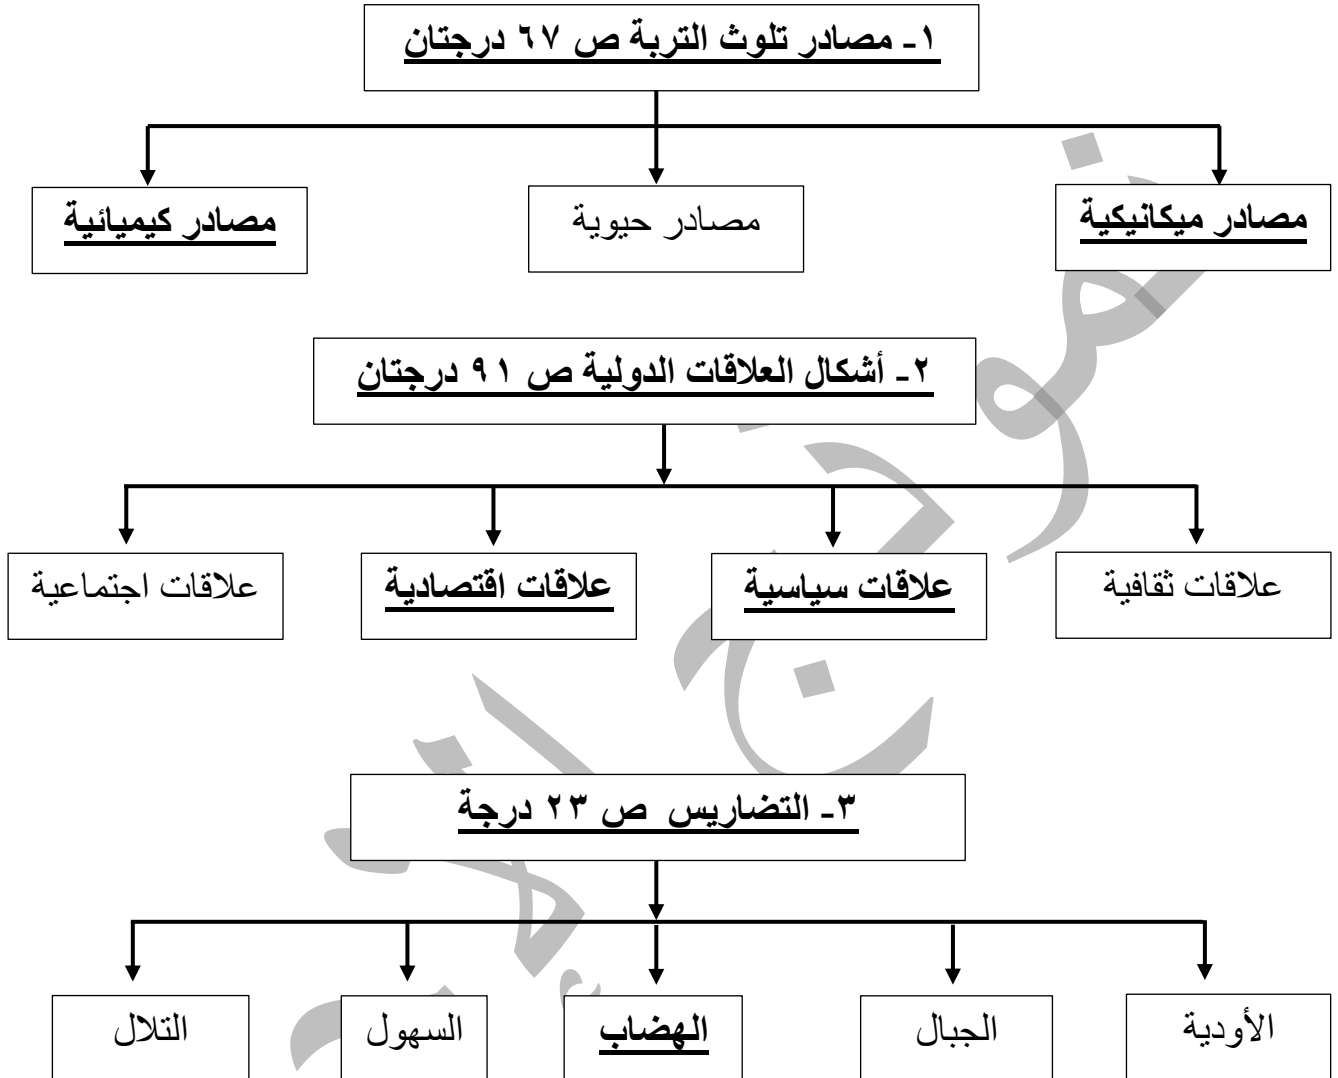 ١- مصادر تلوث التربة ص ٦٧ درجتان
مصادر ميكانيكية
مصادر حيوية
مصادر كيميائية
٢- أشكال العلاقات الدولية ص ٩١ درجتان
علاقات ثقافية
علاقات سياسية
علاقات اقتصادية
علاقات اجتماعية
٣- التضاريس ص ٢٣ درجة
الأودية
الجبال
الهضاب
السهول
التلال
نموذج